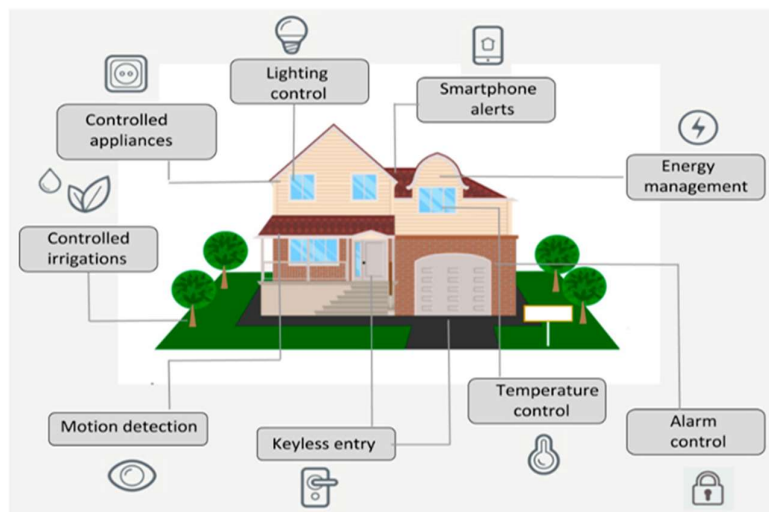 Lighting
control
Smartphone
alerts
Controlled
appliances
Energy
management
Controlled
irrigations
Temperature
control
Motion detection
Keyless entry
Alarm
control